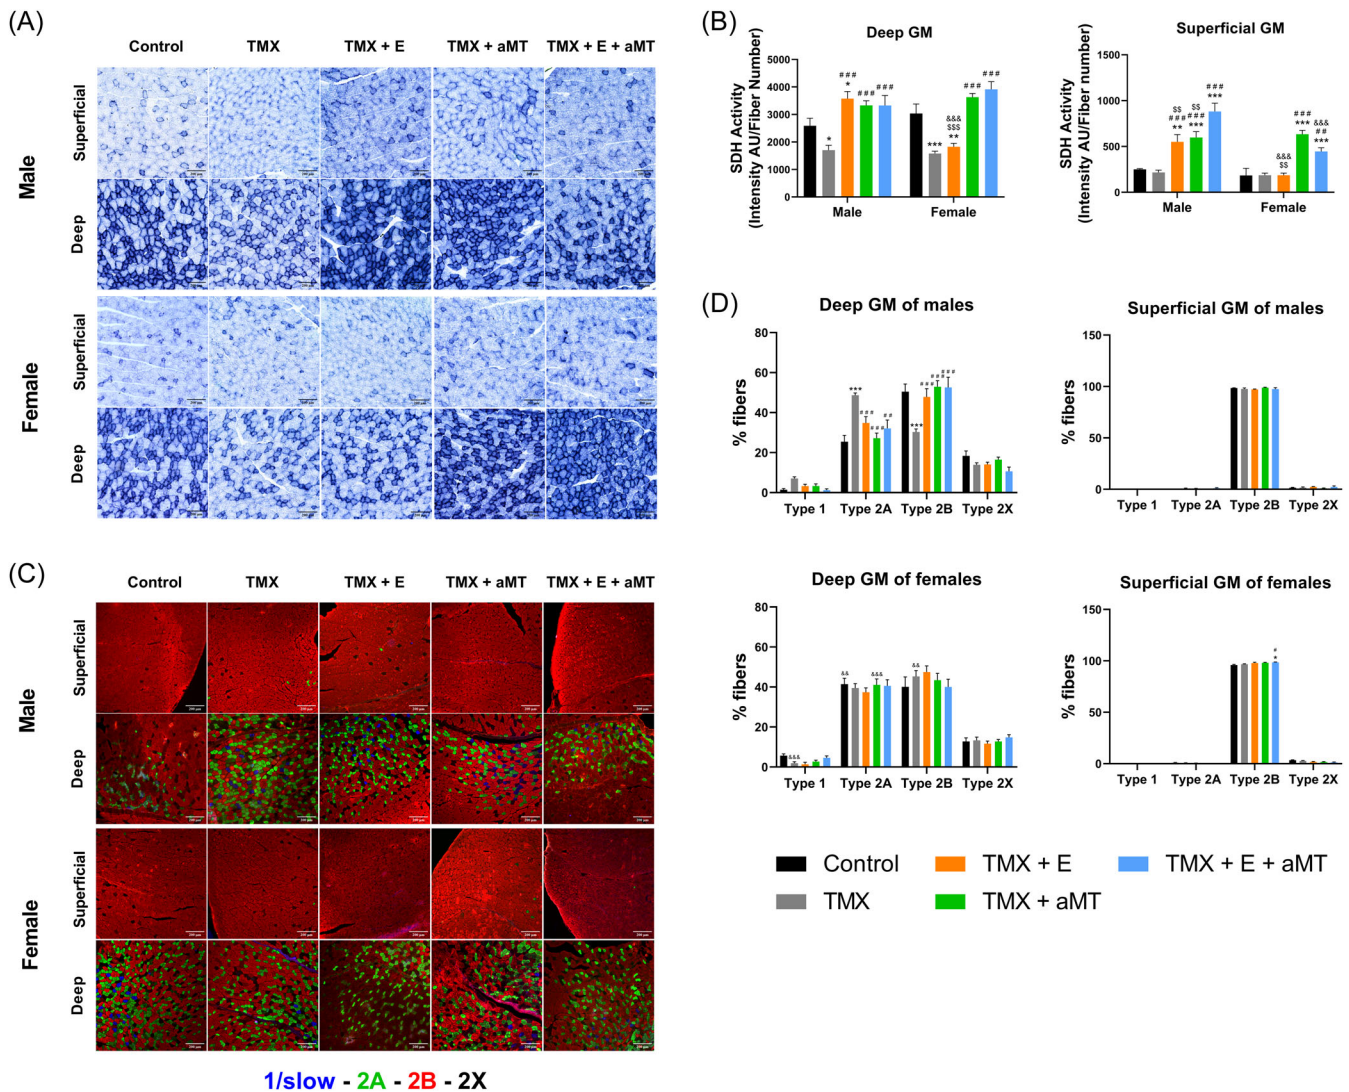 (A)
Control TMX TMX + E TMX + aMT TMX + E + aMT
Male
Superficial
Deep
Female
Superficial
Deep
(B)
Deep GM
SDH Activity
(Intensity AU/Fiber Number)
5000
4000
3000
2000
1000
0
* ### * ### ###
*** &&& $$$ ** ### ###
Male Female
Superficial GM
SDH Activity
(Intensity AU/Fiber Number)
1500
1000
500
0
$$ ### ** $$ ### *** ### ***
&&& $$ ### *** &&& ## ***
Male Female
(C)
Control TMX TMX + E TMX + aMT TMX + E + aMT
Male
Superficial
Deep
Female
Superficial
Deep
200 μm
1/slow - 2A - 2B - 2X
(D)
Deep GM of males
% fibers
80
60
40
20
0
*** ### ### ##
*** ### ### ###
Type 1 Type 2A Type 2B Type 2X
Superficial GM of males
% fibers
150
100
50
0
Type 1 Type 2A Type 2B Type 2X
Deep GM of females
% fibers
80
60
40
20
0
&&& && &&& &&
Type 1 Type 2A Type 2B Type 2X
Superficial GM of females
% fibers
150
100
50
0
#
*
Type 1 Type 2A Type 2B Type 2X
Control TMX + E TMX + E + aMT
TMX TMX + aMT